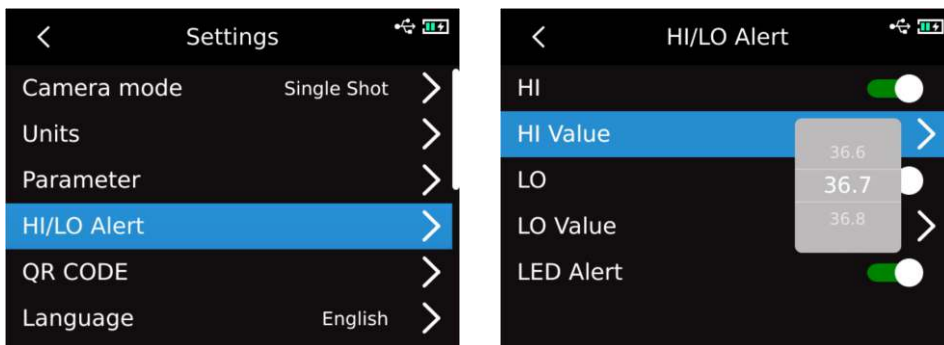 Settings
Camera mode Single Shot
Units
Parameter
HI/LO Alert
QR CODE
Language English
HI/LO Alert
HI
HI Value
36.6
LO 36.7
LO Value 36.8
LED Alert